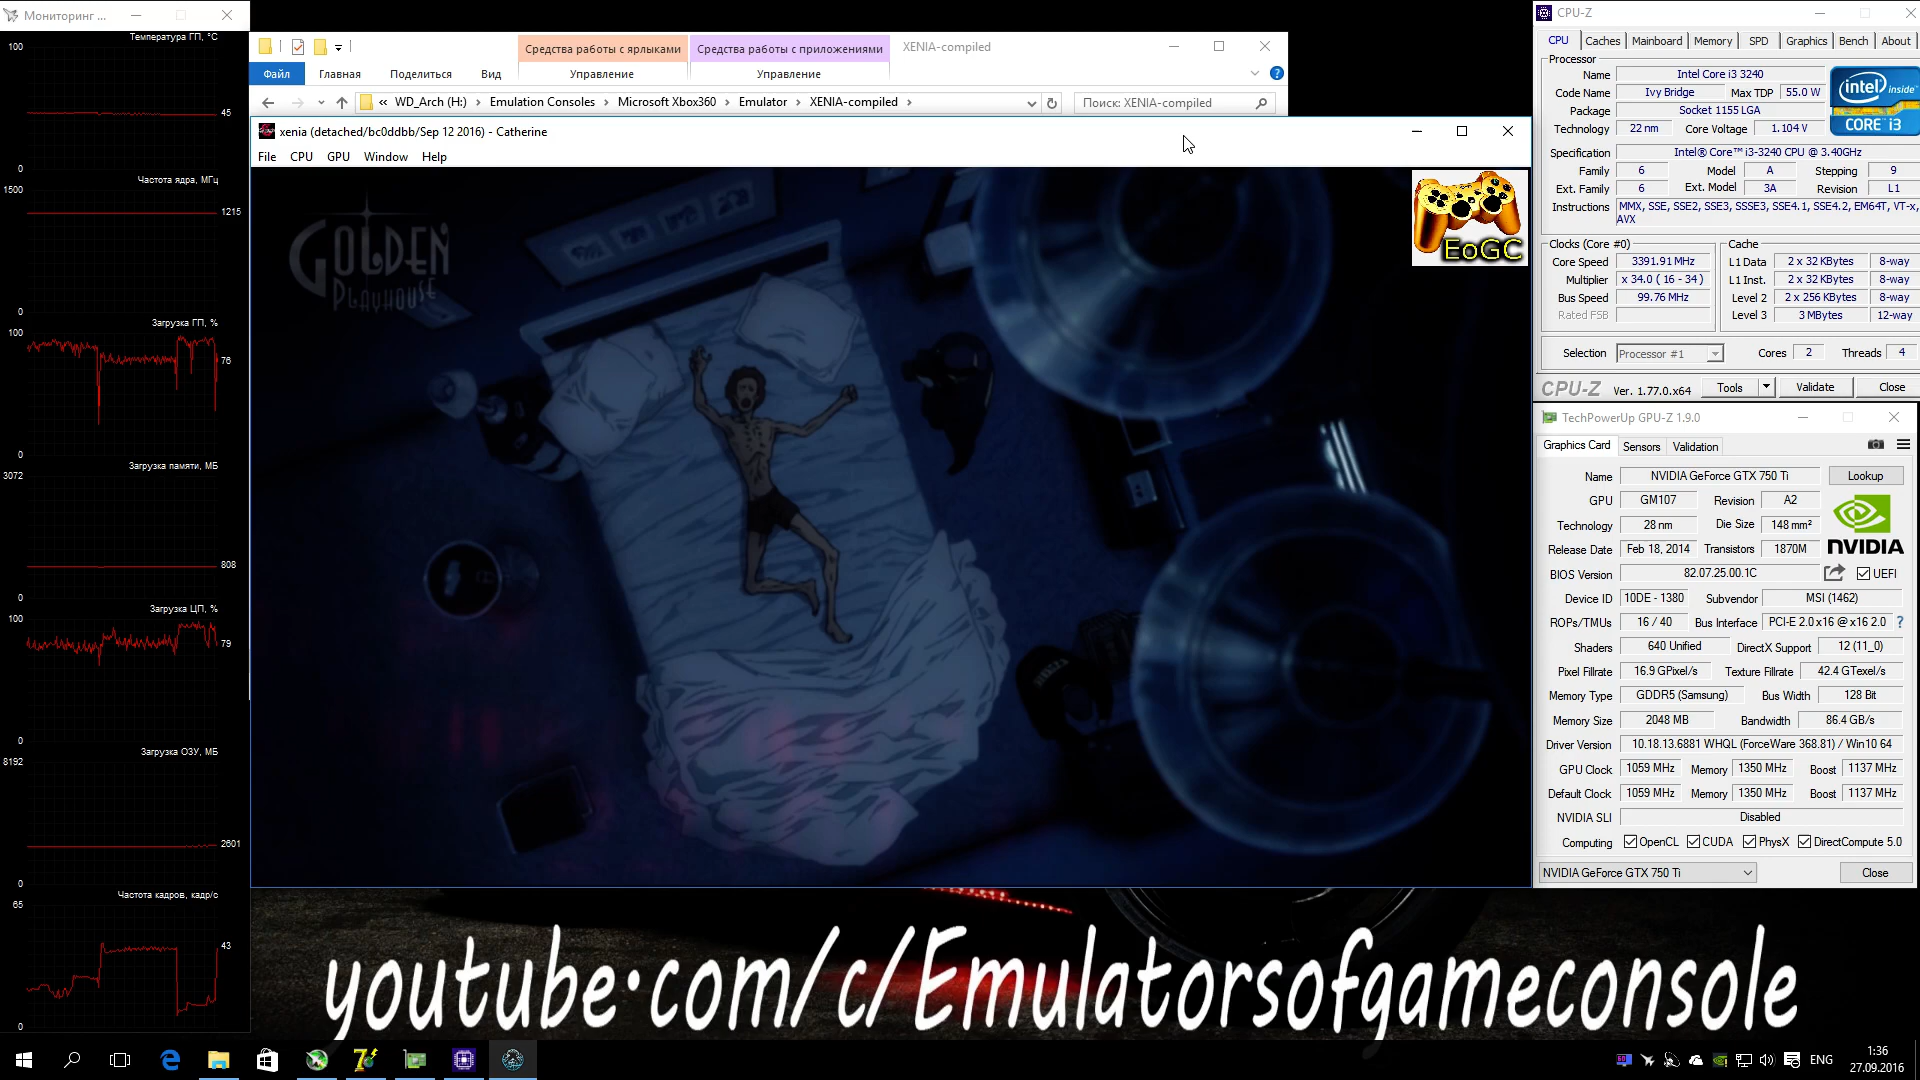 Мониторинг ...
Температура ГП, °C
100
45
0
Частота ядра, МГц
1500
1215
0
Загрузка ГП, %
100
76
0
Загрузка памяти, МБ
3072
808
0
Загрузка ЦП, %
100
79
0
Загрузка ОЗУ, МБ
8192
2601
0
Частота кадров, кадр/с
65
43
0
Средства работы с ярлыками
Средства работы с приложениями
XENIA-compiled
Файл
Главная
Поделиться
Вид
Управление
Управление
« WD_Arch (H:) › Emulation Consoles › Microsoft Xbox360 › Emulator › XENIA-compiled ›
Поиск: XENIA-compiled
xenia (detached/bc0ddbb/Sep 12 2016) - Catherine
File CPU GPU Window Help
GOLDEN
PLAYHOUSE
EoGC
CPU-Z
CPU Caches Mainboard Memory SPD Graphics Bench About
Processor
Name Intel Core i3 3240
Code Name Ivy Bridge Max TDP 55.0 W
Package Socket 1155 LGA
Technology 22 nm Core Voltage 1.104 V
intel inside™
CORE i3
Specification Intel® Core™ i3-3240 CPU @ 3.40GHz
Family 6 Model A Stepping 9
Ext. Family 6 Ext. Model 3A Revision L1
Instructions MMX, SSE, SSE2, SSE3, SSSE3, SSE4.1, SSE4.2, EM64T, VT-x,
AVX
Clocks (Core #0)
Core Speed 3391.91 MHz
Multiplier x 34.0 ( 16 - 34 )
Bus Speed 99.76 MHz
Rated FSB
Cache
L1 Data 2 x 32 KBytes 8-way
L1 Inst. 2 x 32 KBytes 8-way
Level 2 2 x 256 KBytes 8-way
Level 3 3 MBytes 12-way
Selection Processor #1 Cores 2 Threads 4
CPU-Z Ver. 1.77.0.x64 Tools Validate Close
TechPowerUp GPU-Z 1.9.0
Graphics Card Sensors Validation
Name NVIDIA GeForce GTX 750 Ti Lookup
GPU GM107 Revision A2
Technology 28 nm Die Size 148 mm²
Release Date Feb 18, 2014 Transistors 1870M
NVIDIA
BIOS Version 82.07.25.00.1C UEFI
Device ID 10DE - 1380 Subvendor MSI (1462)
ROPs/TMUs 16 / 40 Bus Interface PCI-E 2.0 x16 @ x16 2.0 ?
Shaders 640 Unified DirectX Support 12 (11_0)
Pixel Fillrate 16.9 GPixel/s Texture Fillrate 42.4 GTexel/s
Memory Type GDDR5 (Samsung) Bus Width 128 Bit
Memory Size 2048 MB Bandwidth 86.4 GB/s
Driver Version 10.18.13.6881 WHQL (ForceWare 368.81) / Win10 64
GPU Clock 1059 MHz Memory 1350 MHz Boost 1137 MHz
Default Clock 1059 MHz Memory 1350 MHz Boost 1137 MHz
NVIDIA SLI Disabled
Computing OpenCL CUDA PhysX DirectCompute 5.0
NVIDIA GeForce GTX 750 Ti Close
youtube.com/c/Emulatorsofgameconsole
ENG
1:36
27.09.2016